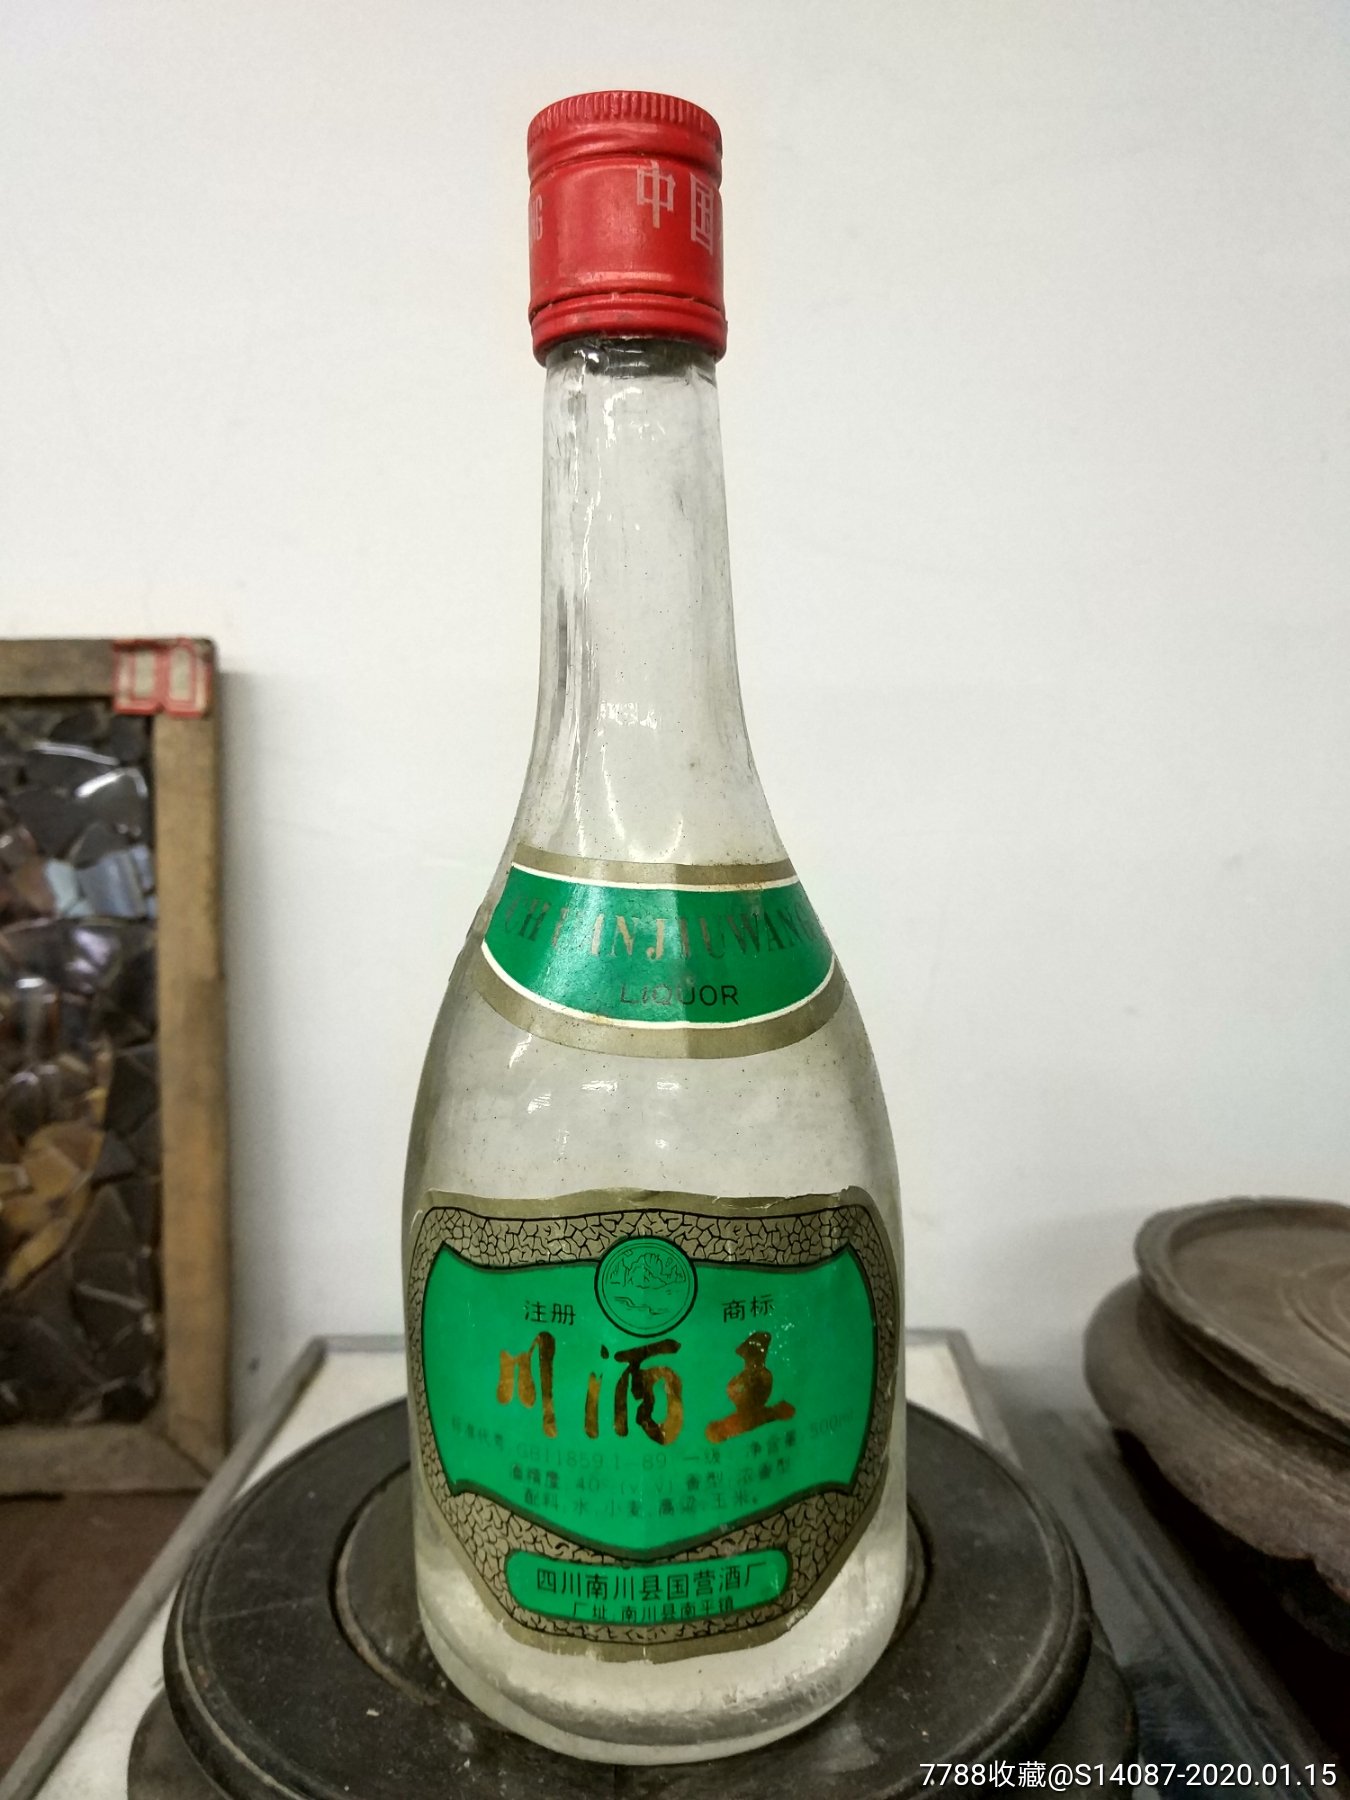 NG 中国
CHUANJIUWANG
LIQUOR
注册 商标
川酒王
标准代号:GB11859.1-89 一级 净含量:500ml
酒精度:40°(v/v)香型:浓香型
配料:水.小麦.高粱.玉米。
四川南川县国营酒厂
厂址:南川县南平镇
7788收藏@S14087-2020.01.15